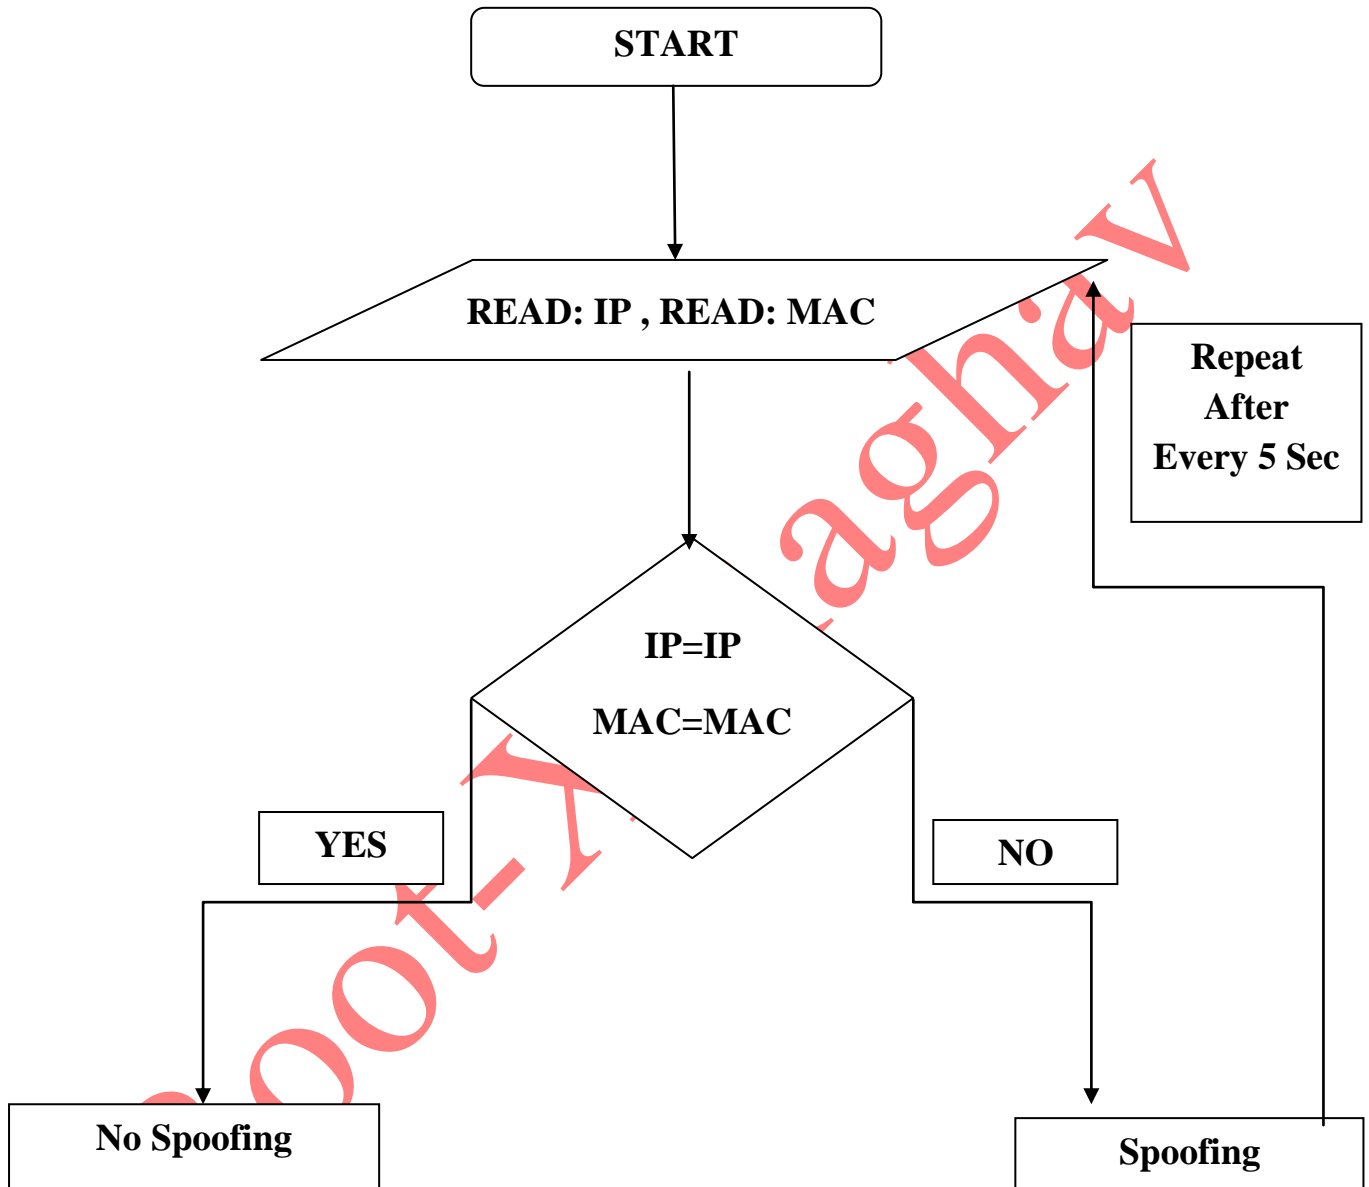 START
READ: IP , READ: MAC
Repeat
After
Every 5 Sec
IP=IP
MAC=MAC
YES
NO
No Spoofing
Spoofing